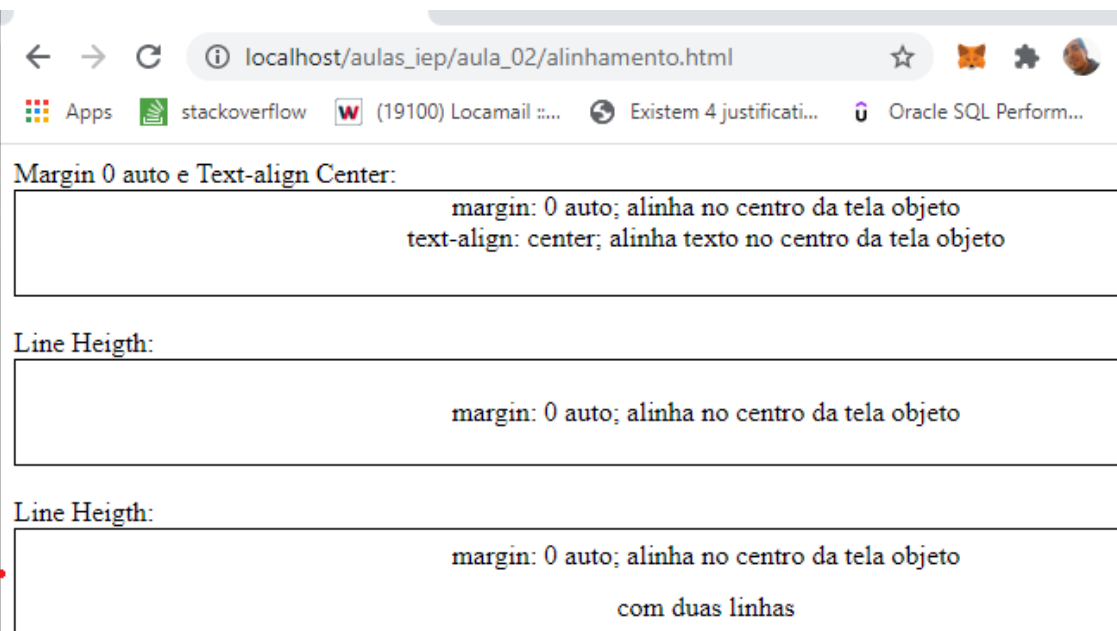 localhost/aulas_iep/aula_02/alinhamento.html
Apps stackoverflow W (19100) Locamail ::... Existem 4 justificati... û Oracle SQL Perform...
Margin 0 auto e Text-align Center:
margin: 0 auto; alinha no centro da tela objeto
text-align: center; alinha texto no centro da tela objeto
Line Heigth:
margin: 0 auto; alinha no centro da tela objeto
Line Heigth:
margin: 0 auto; alinha no centro da tela objeto
com duas linhas